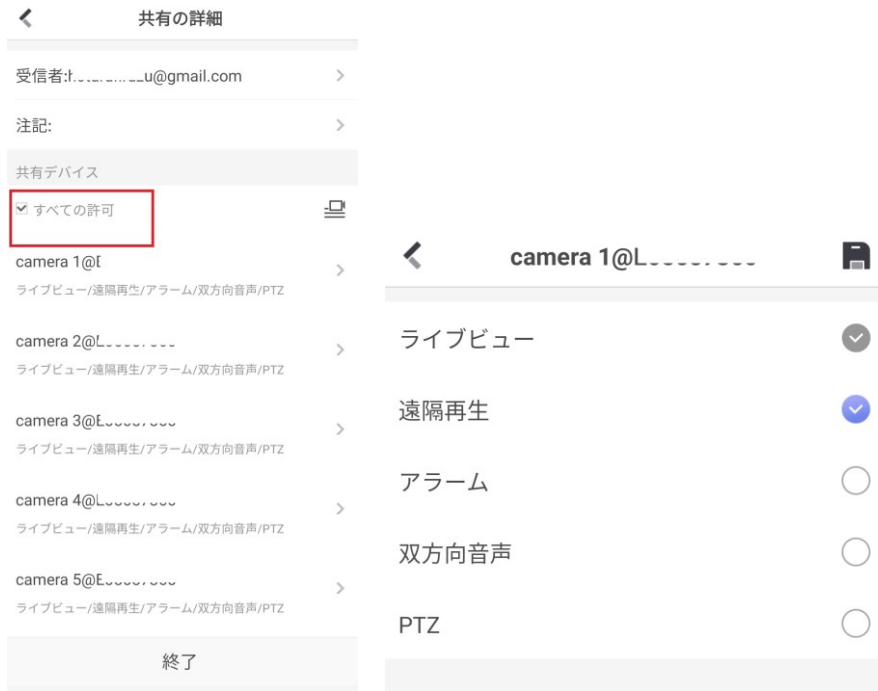 共有の詳細
受信者:
u@gmail.com
注記:
共有デバイス
すべての許可
camera 1@
ライブビュー/遠隔再生/アラーム/双方向音声/PTZ
camera 2@
ライブビュー/遠隔再生/アラーム/双方向音声/PTZ
camera 3@
ライブビュー/遠隔再生/アラーム/双方向音声/PTZ
camera 4@
ライブビュー/遠隔再生/アラーム/双方向音声/PTZ
camera 5@
ライブビュー/遠隔再生/アラーム/双方向音声/PTZ
終了
camera 1@
ライブビュー
遠隔再生
アラーム
双方向音声
PTZ